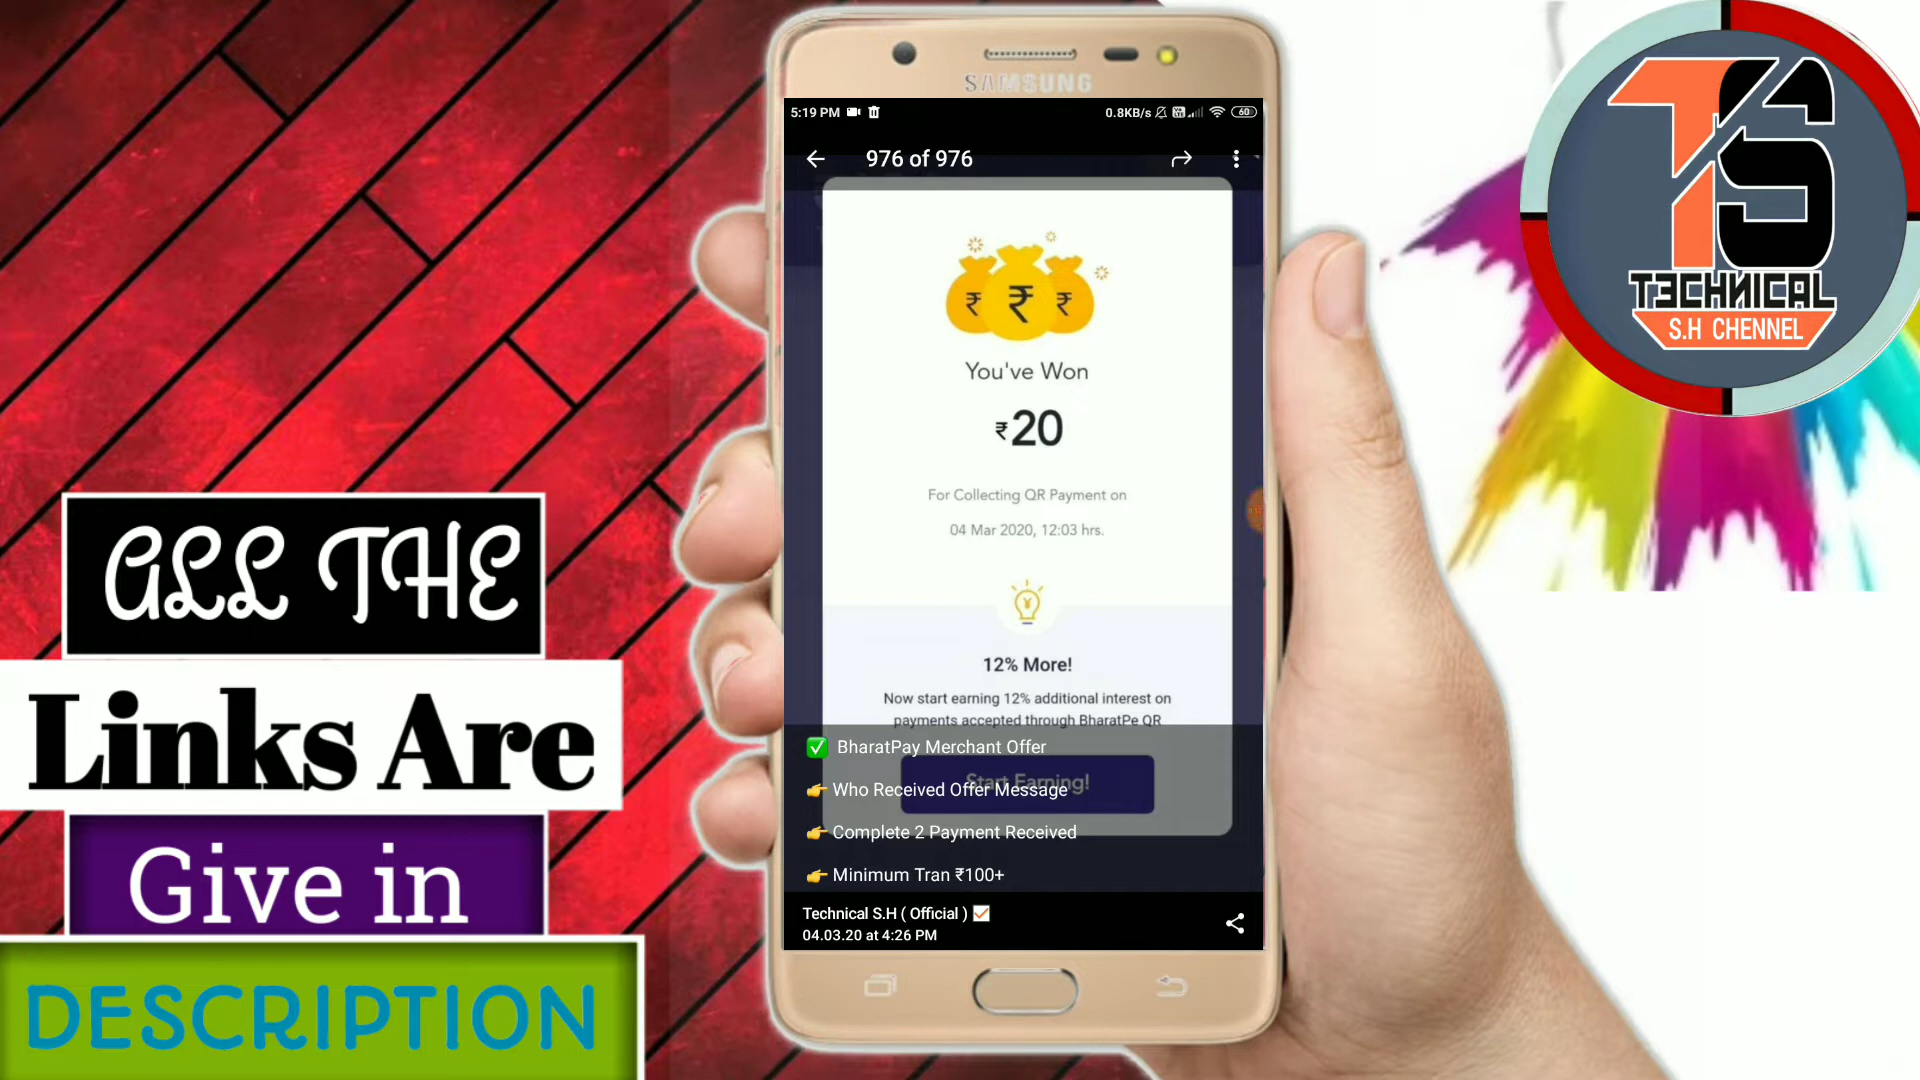 ALL THE
Links Are
Give in
DESCRIPTION
SAMSUNG
5:19 PM
0.8KB/s
60
976 of 976
₹ ₹ ₹
You've Won
₹20
For Collecting QR Payment on
04 Mar 2020, 12:03 hrs.
12% More!
Now start earning 12% additional interest on
payments accepted through BharatPe QR
Start Earning!
✅ BharatPay Merchant Offer
👉 Who Received Offer Message
👉 Complete 2 Payment Received
👉 Minimum Tran ₹100+
Technical S.H ( Official ) ☑
04.03.20 at 4:26 PM
TS
TECHNICAL
S.H CHENNEL